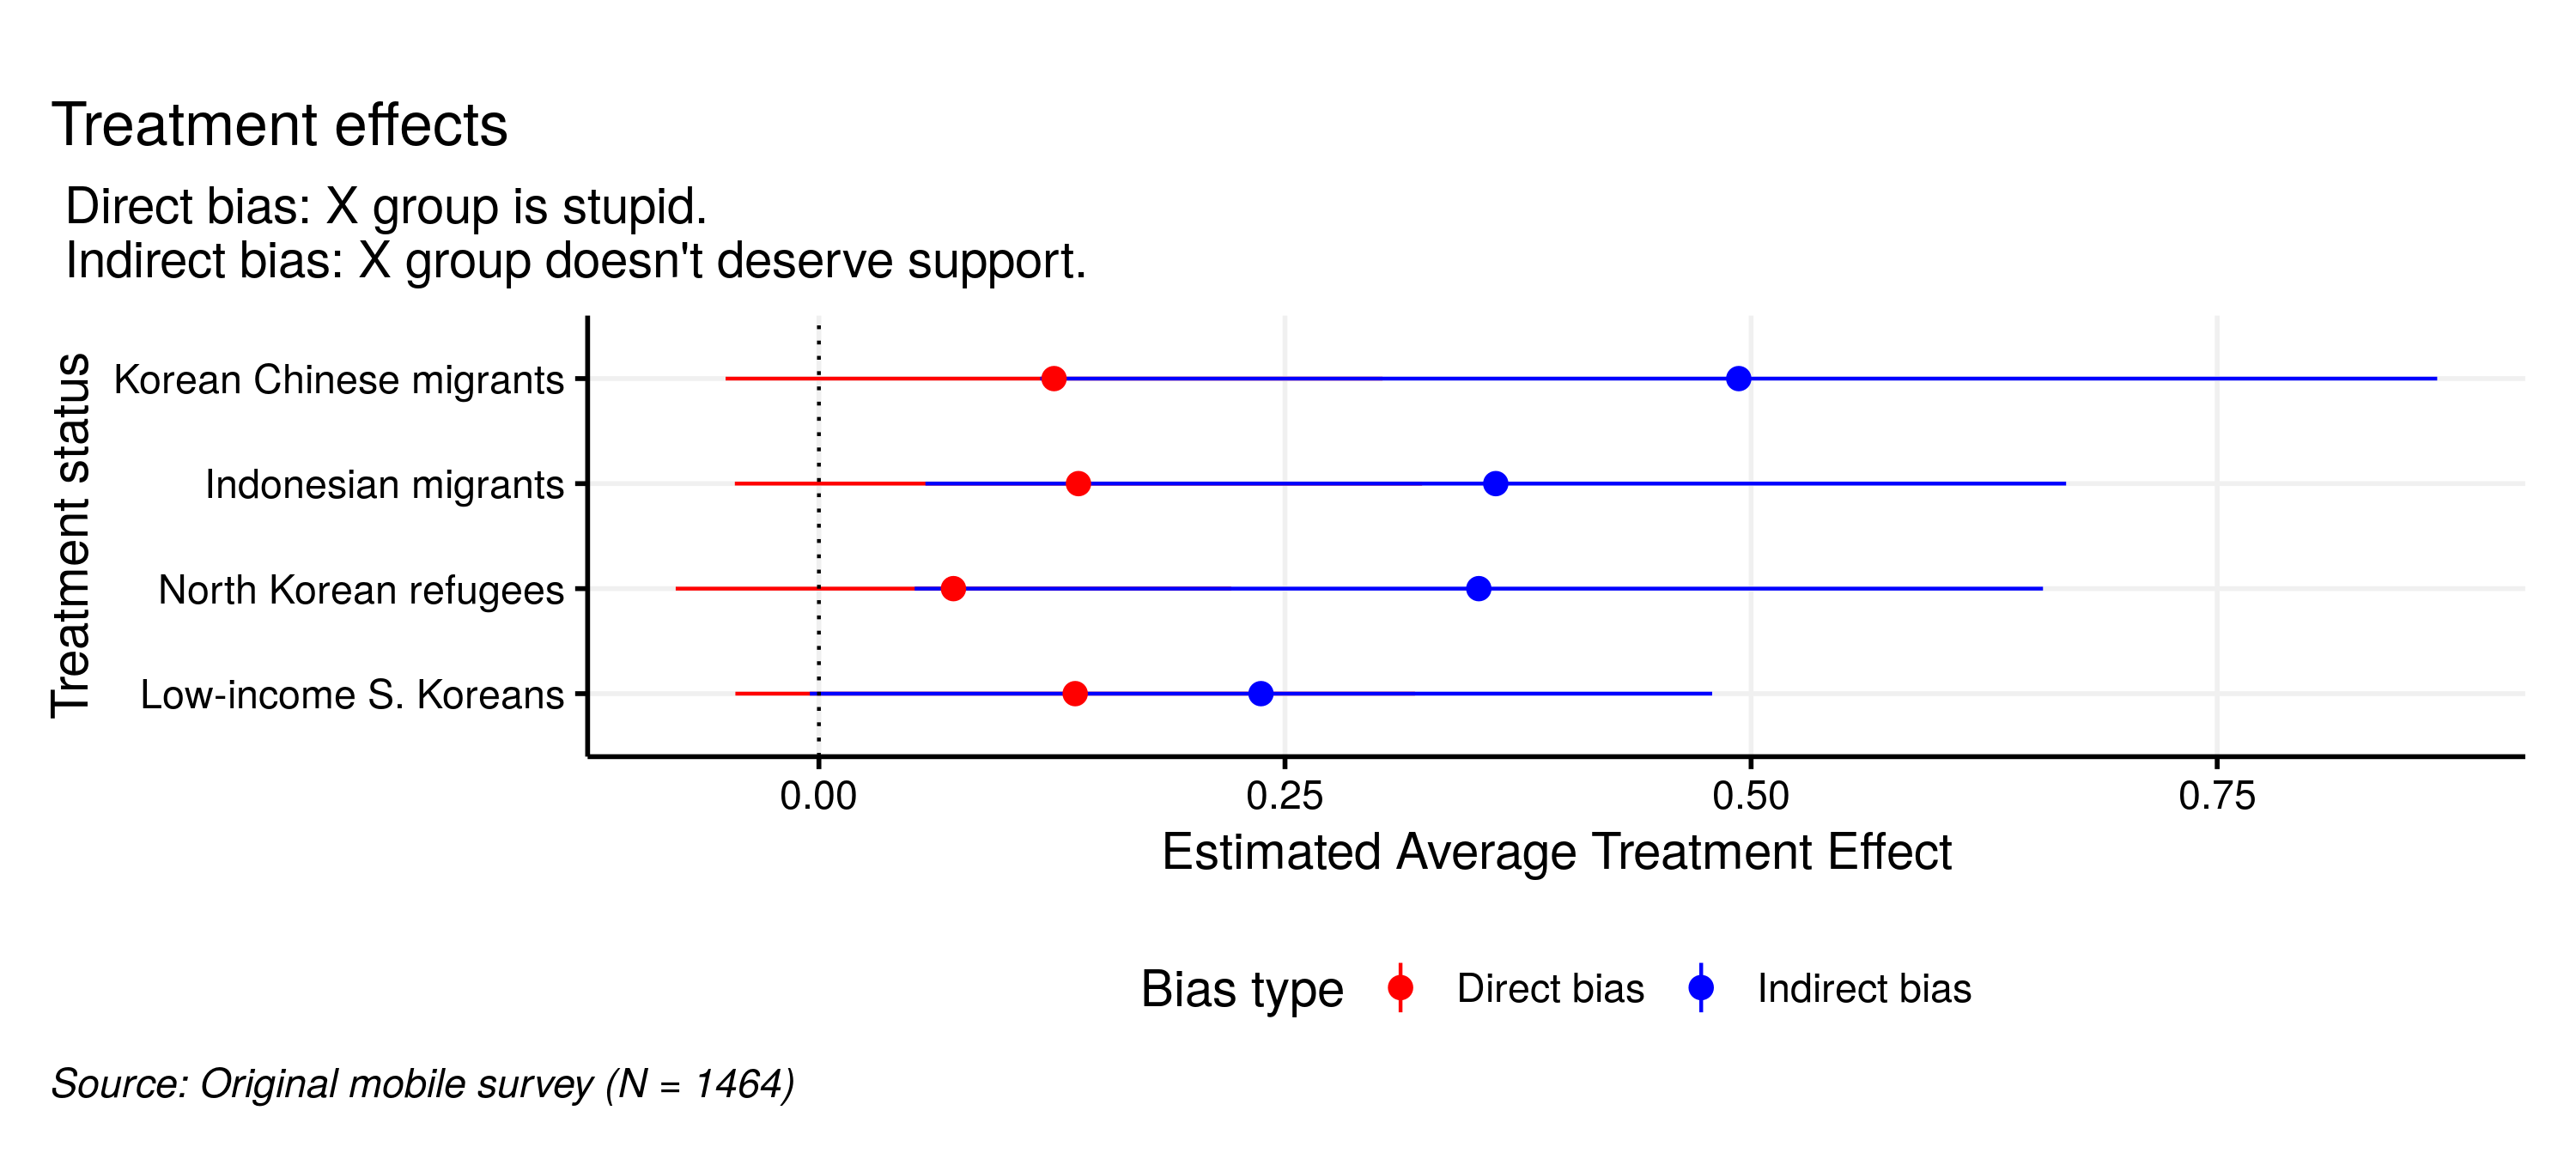 Treatment effects
Direct bias: X group is stupid.
Indirect bias: X group doesn't deserve support.
Treatment status
Korean Chinese migrants
Indonesian migrants
North Korean refugees
Low-income S. Koreans
0.00 0.25 0.50 0.75
Estimated Average Treatment Effect
Bias type Direct bias Indirect bias
Source: Original mobile survey (N = 1464)